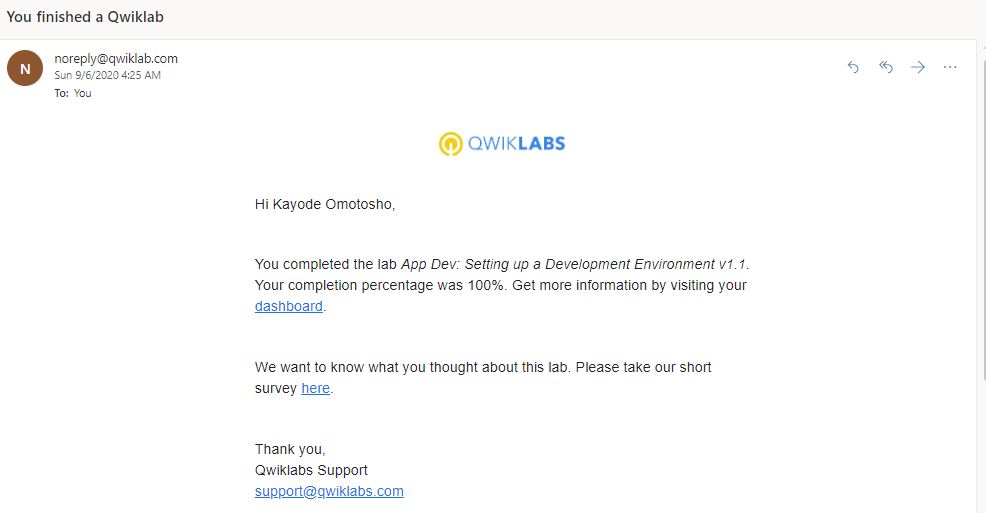 You finished a Qwiklab
N
noreply@qwiklab.com
Sun 9/6/2020 4:25 AM
To: You
QWIKLABS
Hi Kayode Omotosho,
You completed the lab App Dev: Setting up a Development Environment v1.1.
Your completion percentage was 100%. Get more information by visiting your
dashboard.
We want to know what you thought about this lab. Please take our short
survey here.
Thank you,
Qwiklabs Support
support@qwiklabs.com